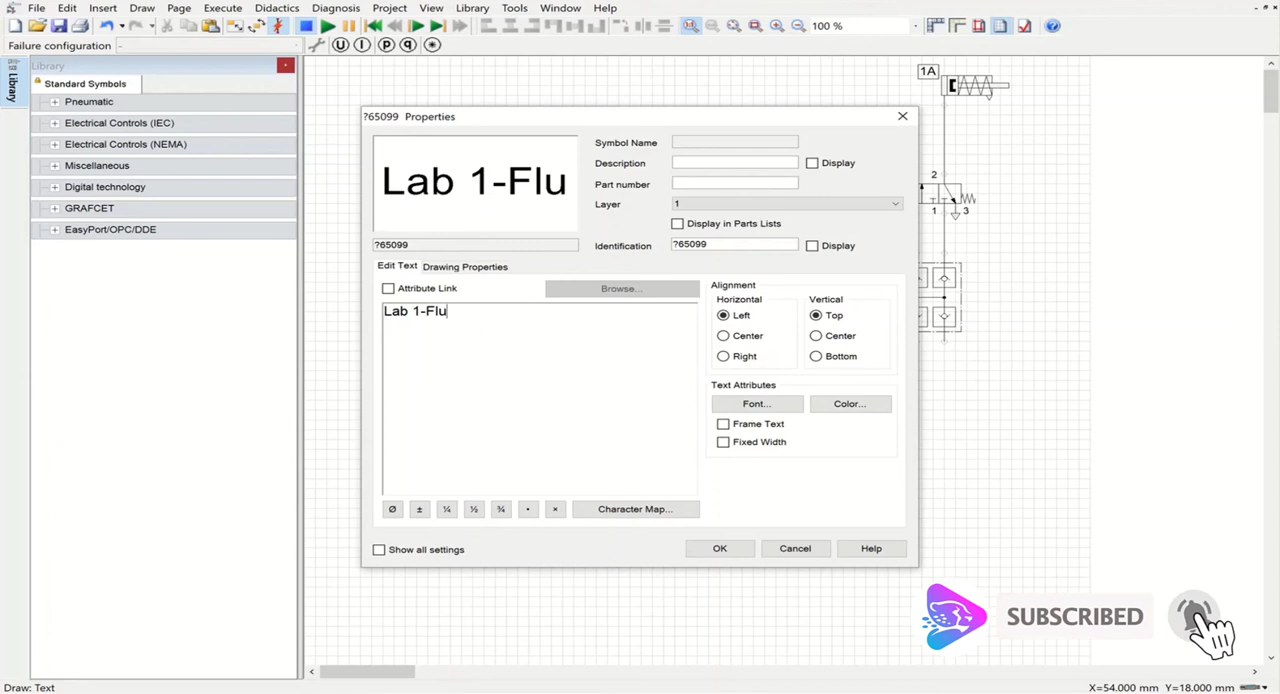 File Edit Insert Draw Page Execute Didactics Diagnosis Project View Library Tools Window Help
100 %
Failure configuration - U I P q
Library
Library
Standard Symbols
Pneumatic
Electrical Controls (IEC)
Electrical Controls (NEMA)
Miscellaneous
Digital technology
GRAFCET
EasyPort/OPC/DDE
1A
2
1 3
?65099 Properties
Lab 1-Flu
?65099
Symbol Name
Description Display
Part number
Layer 1
Display in Parts Lists
Identification ?65099 Display
Edit Text Drawing Properties
Attribute Link Browse...
Lab 1-Flu
Alignment
Horizontal Vertical
Left Top
Center Center
Right Bottom
Text Attributes
Font... Color...
Frame Text
Fixed Width
Ø ± ¼ ½ ¾ • × Character Map...
Show all settings OK Cancel Help
SUBSCRIBED
Draw: Text X=54.000 mm Y=18.000 mm